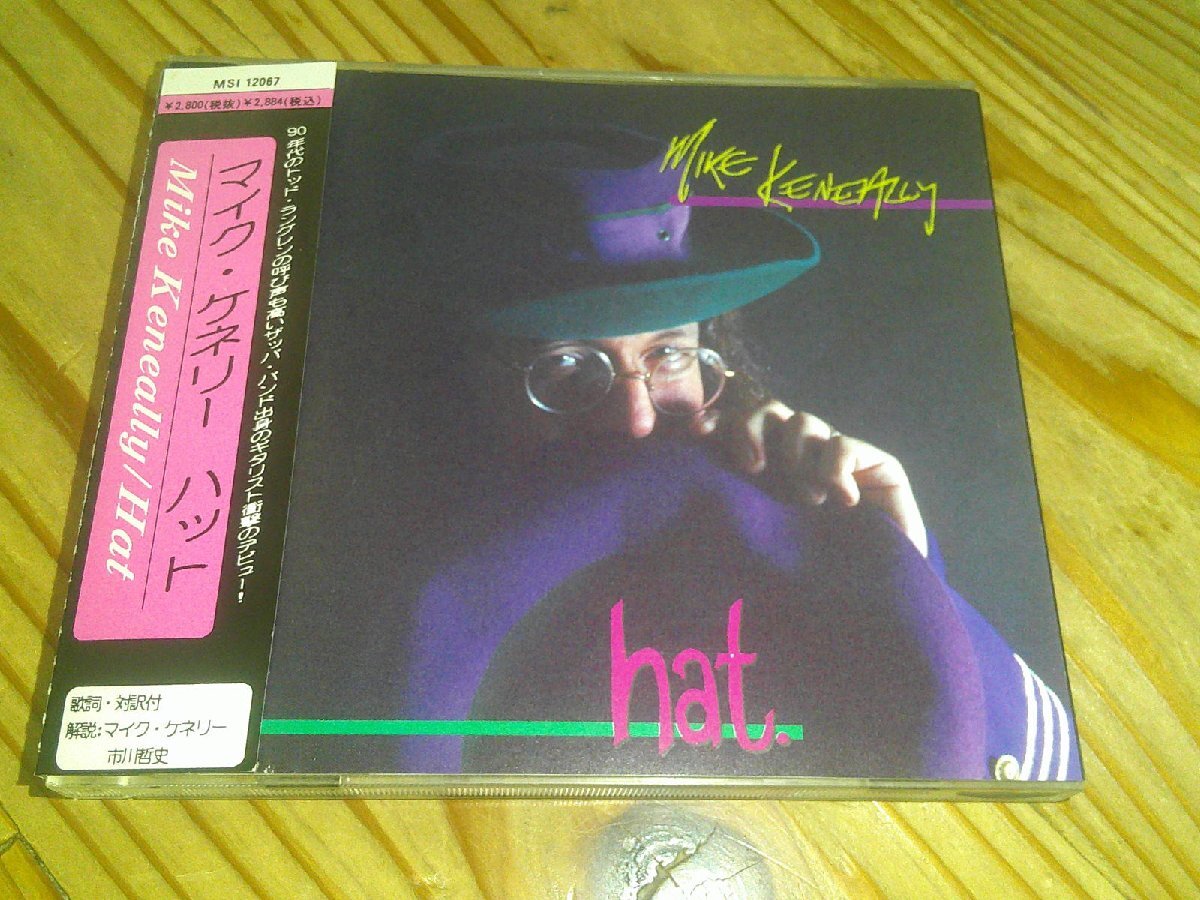 MSI 12067
¥2,800(税抜)¥2,884(税込)
90年代のトッド・ラングレンの呼び声も高いザッパ・バンド出身のギタリスト衝撃のデビュー!
マイク・ケネリー ハット
Mike Keneally/Hat
歌詞・対訳付
解説:マイク・ケネリー
市川哲史
MIKE KENEALLY
hat.